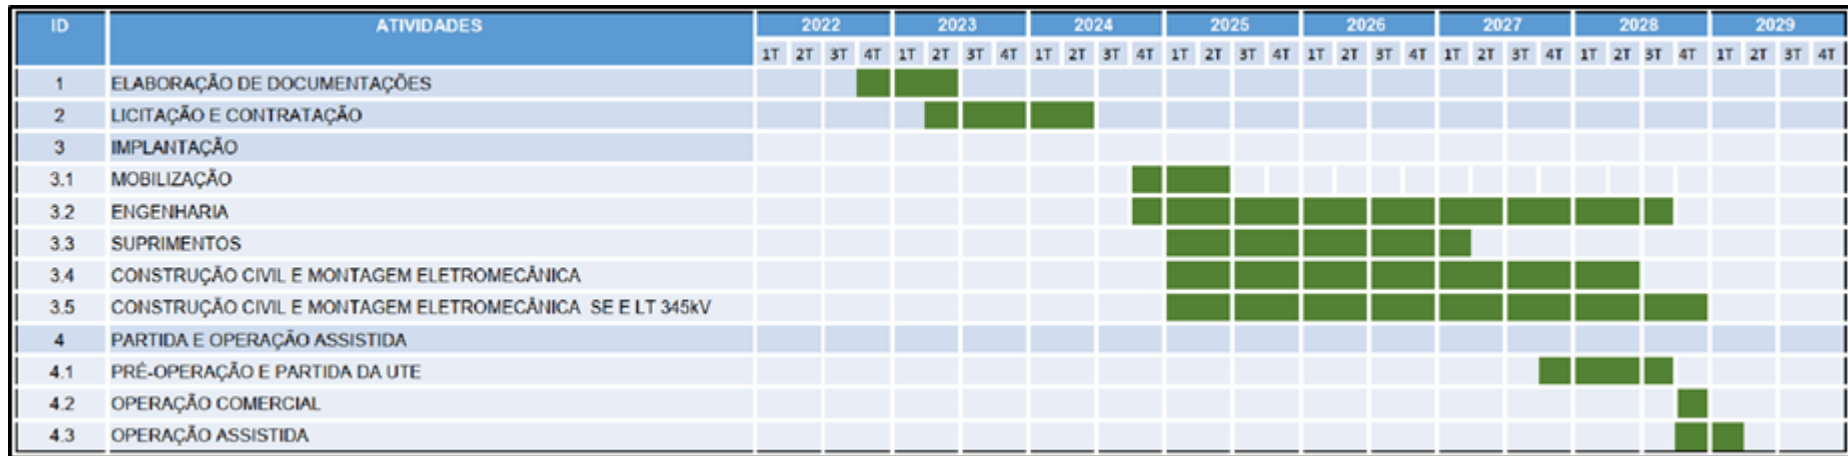 ID ATIVIDADES 2022 2023 2024 2025 2026 2027 2028 2029
1T 2T 3T 4T 1T 2T 3T 4T 1T 2T 3T 4T 1T 2T 3T 4T 1T 2T 3T 4T 1T 2T 3T 4T 1T 2T 3T 4T 1T 2T 3T 4T
1 ELABORAÇÃO DE DOCUMENTAÇÕES
2 LICITAÇÃO E CONTRATAÇÃO
3 IMPLANTAÇÃO
3.1 MOBILIZAÇÃO
3.2 ENGENHARIA
3.3 SUPRIMENTOS
3.4 CONSTRUÇÃO CIVIL E MONTAGEM ELETROMECÂNICA
3.5 CONSTRUÇÃO CIVIL E MONTAGEM ELETROMECÂNICA SE E LT 345kV
4 PARTIDA E OPERAÇÃO ASSISTIDA
4.1 PRÉ-OPERAÇÃO E PARTIDA DA UTE
4.2 OPERAÇÃO COMERCIAL
4.3 OPERAÇÃO ASSISTIDA